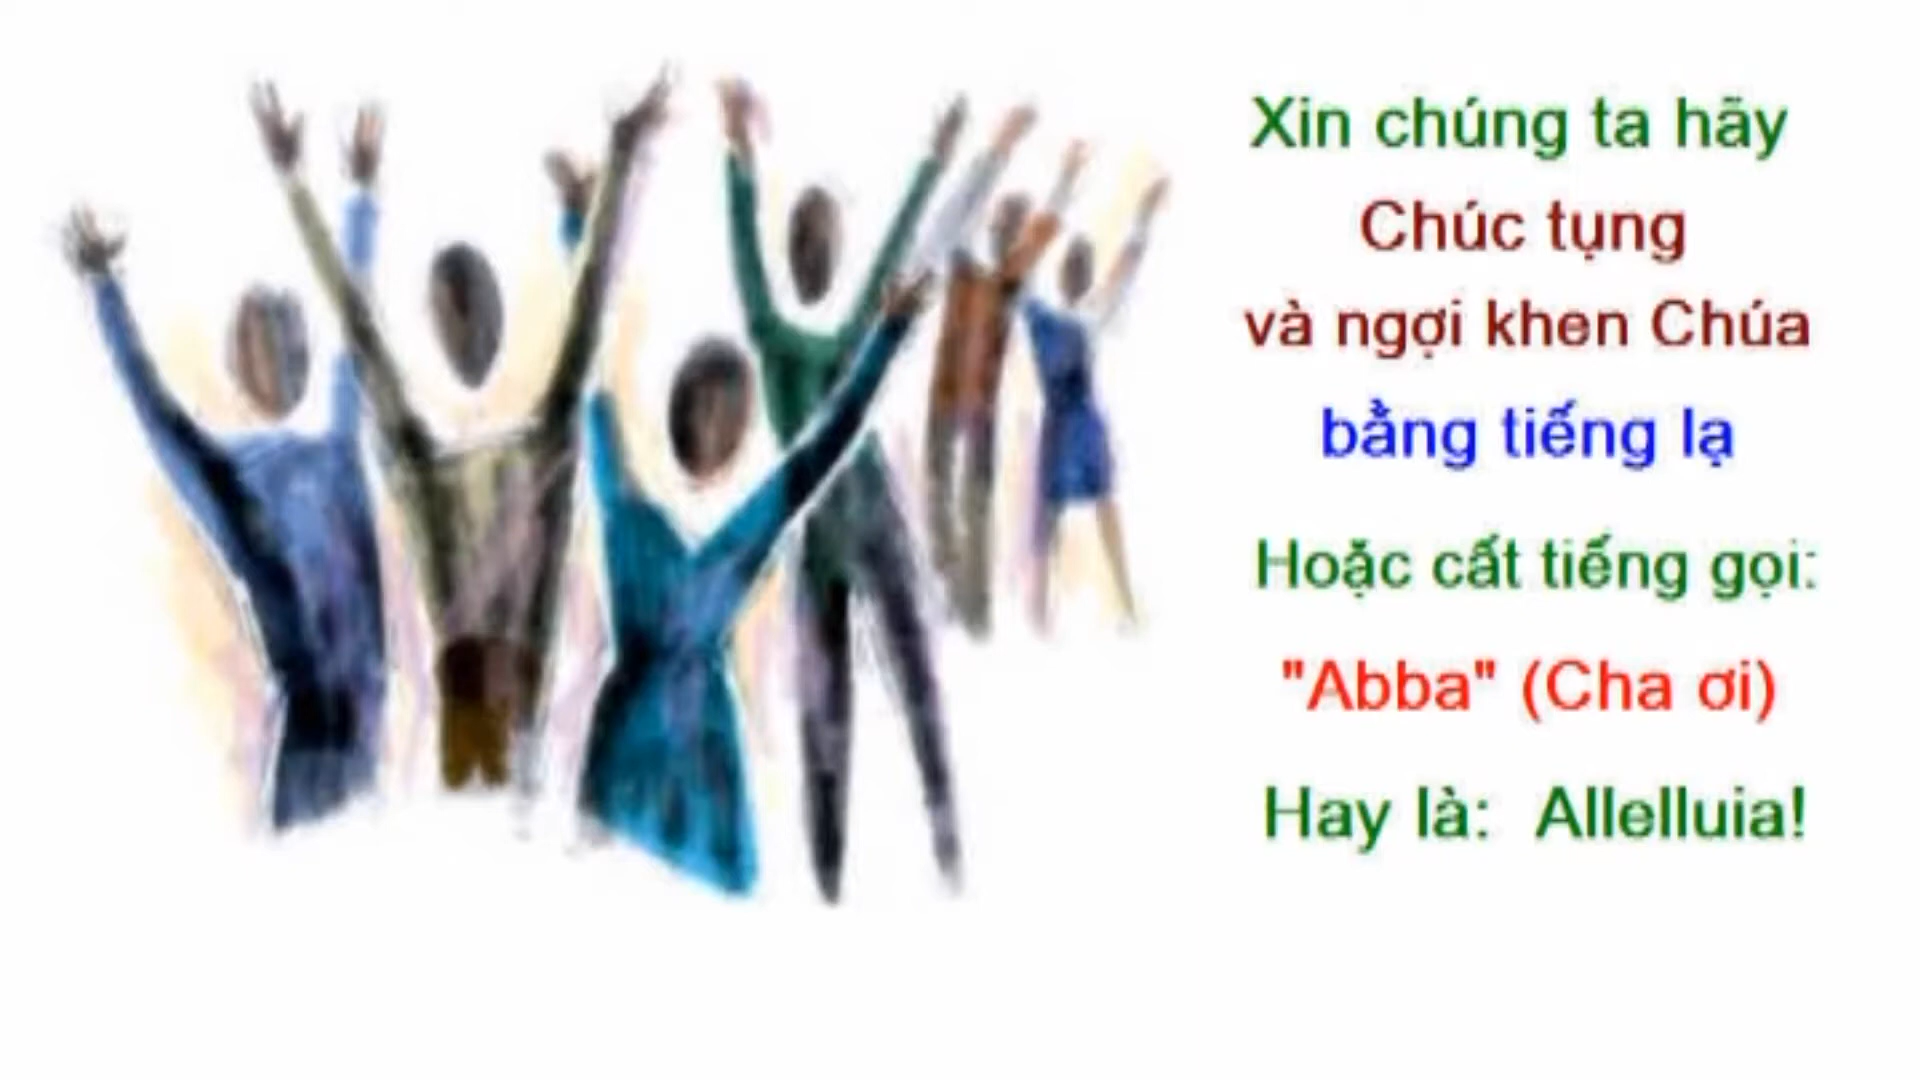 Xin chúng ta hãy
Chúc tụng
và ngợi khen Chúa
bằng tiếng lạ
Hoặc cất tiếng gọi:
"Abba" (Cha ơi)
Hay là: Allelluia!